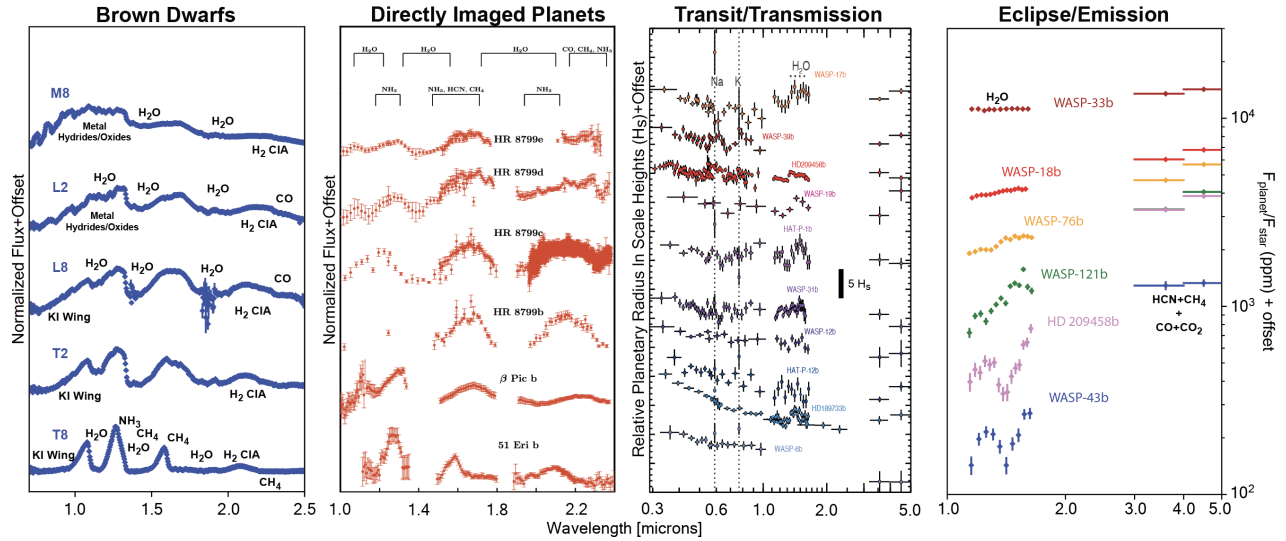 Brown Dwarfs
Normalized Flux+Offset
M8
H2O
H2O
Metal
Hydrides/Oxides
H2 CIA
L2
H2O
H2O
H2O
CO
Metal
Hydrides/Oxides
H2 CIA
L8
H2O
H2O
H2O
CO
KI Wing
H2 CIA
T2
KI Wing
H2 CIA
T8
NH3
KI Wing
H2O
CH4
CH4
H2O
H2O
H2 CIA
CH4
1.0
1.5
2.0
2.5
Directly Imaged Planets
Normalized Flux+Offset
H2O
H2O
H2O
CO, CH4, NH3
NH3
NH3, HCN, CH4
NH3
HR 8799e
HR 8799d
HR 8799c
HR 8799b
β Pic b
51 Eri b
1.0
1.4
1.8
2.2
Wavelength [microns]
Transit/Transmission
Relative Planetary Radius In Scale Heights (Hs)+Offset
Na
K
H2O
WASP-17b
WASP-39b
HD209458b
WASP-19b
HAT-P-1b
5 Hs
WASP-31b
WASP-12b
HAT-P-12b
HD189733b
WASP-6b
0.3
0.6
1.0
2.0
5.0
Eclipse/Emission
H2O
WASP-33b
WASP-18b
WASP-76b
WASP-121b
HD 209458b
WASP-43b
HCN+CH4
+
CO+CO2
10^4
10^3
10^2
Fplanet/Fstar (ppm) + offset
1.0
2.0
3.0
4.0
5.0